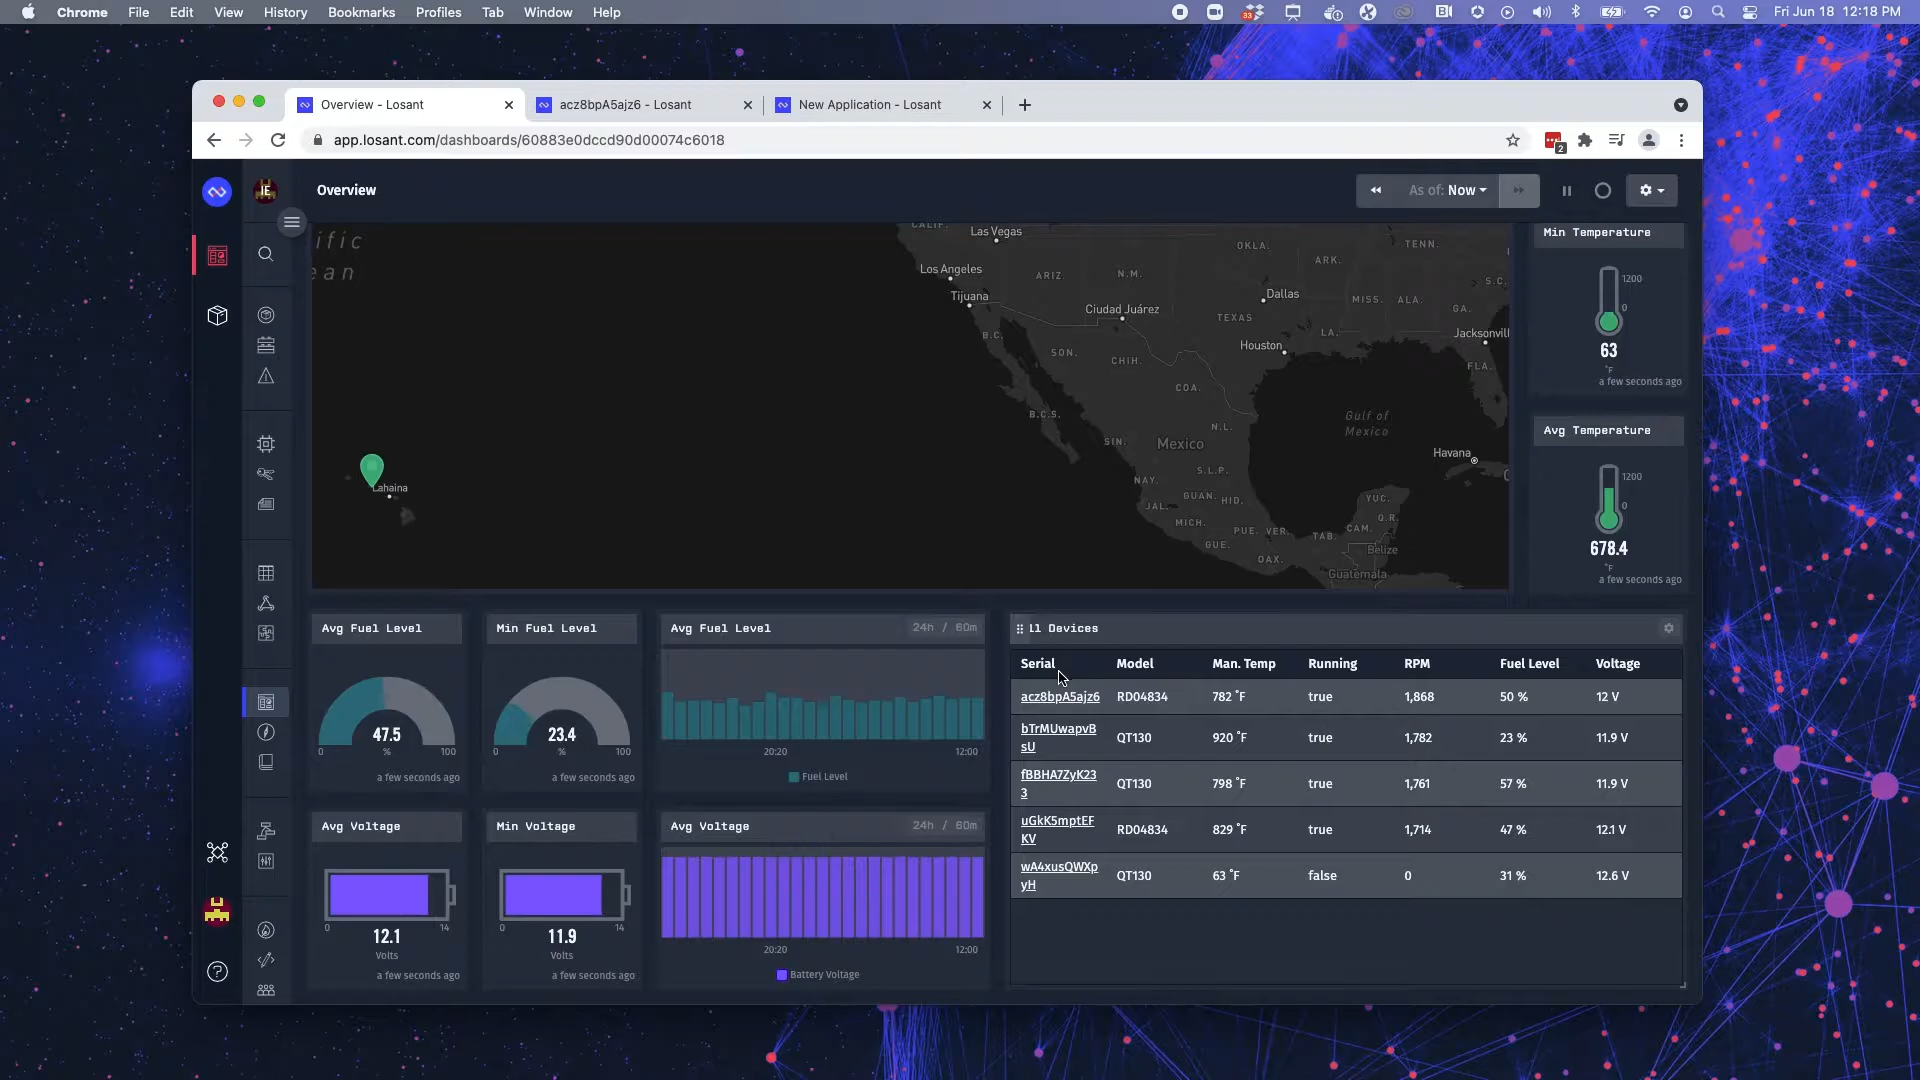 Chrome File Edit View History Bookmarks Profiles Tab Window Help
33
Fri Jun 18 12:18 PM
Overview - Losant
acz8bpA5ajz6 - Losant
New Application - Losant
app.losant.com/dashboards/60883e0dccd90d00074c6018
2
IE
Overview
As of: Now
ific
ean
CALIF.
Las Vegas
Los Angeles
Tijuana
ARIZ.
N.M.
OKLA.
ARK.
TENN.
S.C.
Dallas
MISS.
ALA.
GA.
Ciudad Juárez
TEXAS
LA.
Jacksonvill
B.C.
SON.
CHIH.
Houston
FLA.
COA.
B.C.S.
N.L.
Gulf of
Mexico
SIN.
Mexico
Havana
S.L.P.
NAY.
GUAN.
HID.
YUC.
Q.R.
JAL.
MICH.
PUE.
VER.
TAB.
CAM.
GUE.
OAX.
Belize
Guatemala
Lahaina
Min Temperature
1200
0
63
°F
a few seconds ago
Avg Temperature
1200
0
678.4
°F
a few seconds ago
Avg Fuel Level
47.5
0 % 100
a few seconds ago
Min Fuel Level
23.4
0 % 100
a few seconds ago
Avg Fuel Level 24h / 60m
20:20 12:00
Fuel Level
Avg Voltage
0 14
12.1
Volts
a few seconds ago
Min Voltage
0 14
11.9
Volts
a few seconds ago
Avg Voltage 24h / 60m
20:20 12:00
Battery Voltage
ll Devices
Serial Model Man. Temp Running RPM Fuel Level Voltage
acz8bpA5ajz6 RD04834 782 °F true 1,868 50 % 12 V
bTrMUwapvB
sU QT130 920 °F true 1,782 23 % 11.9 V
fBBHA7ZyK23
3 QT130 798 °F true 1,761 57 % 11.9 V
uGkK5mptEF
KV RD04834 829 °F true 1,714 47 % 12.1 V
wA4xusQWXp
yH QT130 63 °F false 0 31 % 12.6 V